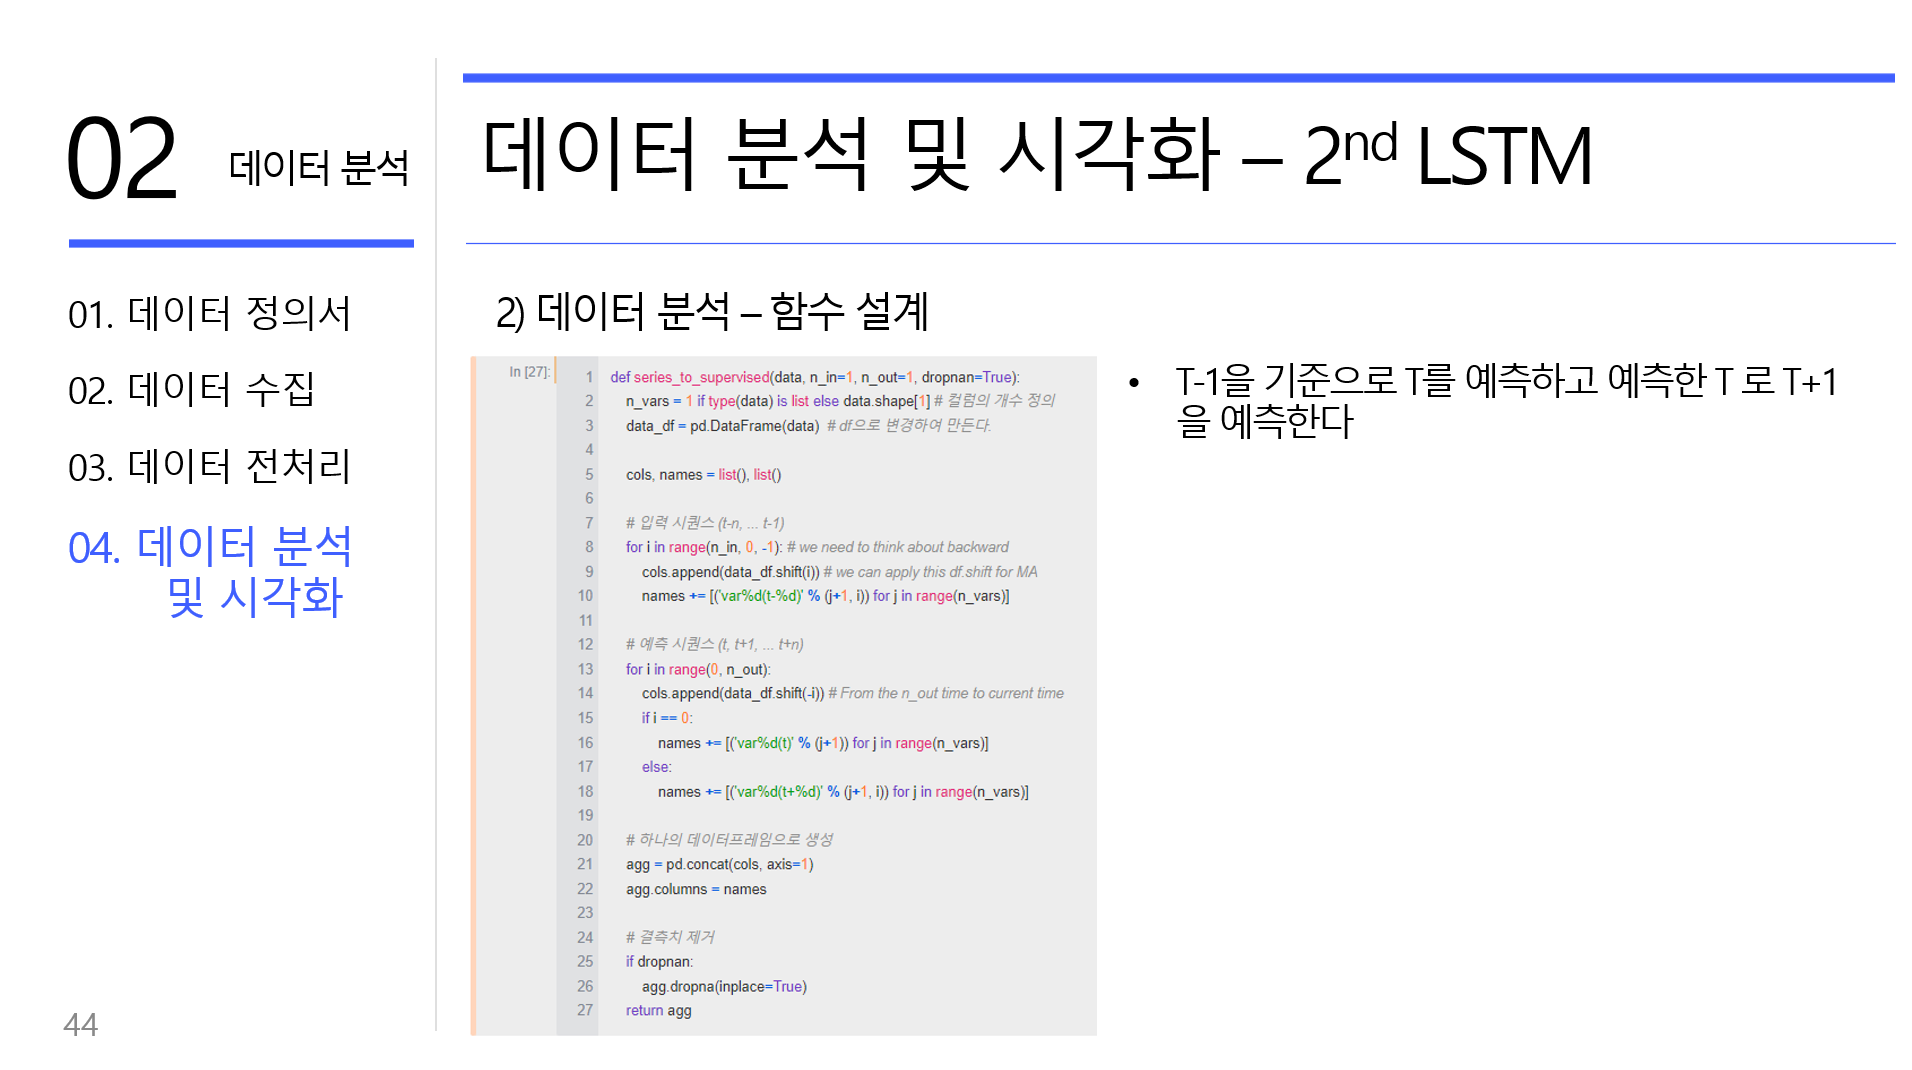 02 데이터 분석
01. 데이터 정의서
02. 데이터 수집
03. 데이터 전처리
04. 데이터 분석
및 시각화
44
데이터 분석 및 시각화 – 2nd LSTM
2) 데이터 분석 – 함수 설계
In [27]:
1 def series_to_supervised(data, n_in=1, n_out=1, dropnan=True):
2 n_vars = 1 if type(data) is list else data.shape[1] # 컬럼의 개수 정의
3 data_df = pd.DataFrame(data) # df으로 변경하여 만든다.
4
5 cols, names = list(), list()
6
7 # 입력 시퀀스 (t-n, ... t-1)
8 for i in range(n_in, 0, -1): # we need to think about backward
9 cols.append(data_df.shift(i)) # we can apply this df.shift for MA
10 names += [('var%d(t-%d)' % (j+1, i)) for j in range(n_vars)]
11
12 # 예측 시퀀스 (t, t+1, ... t+n)
13 for i in range(0, n_out):
14 cols.append(data_df.shift(-i)) # From the n_out time to current time
15 if i == 0:
16 names += [('var%d(t)' % (j+1)) for j in range(n_vars)]
17 else:
18 names += [('var%d(t+%d)' % (j+1, i)) for j in range(n_vars)]
19
20 # 하나의 데이터프레임으로 생성
21 agg = pd.concat(cols, axis=1)
22 agg.columns = names
23
24 # 결측치 제거
25 if dropnan:
26 agg.dropna(inplace=True)
27 return agg
• T-1을 기준으로 T를 예측하고 예측한 T 로 T+1
을 예측한다